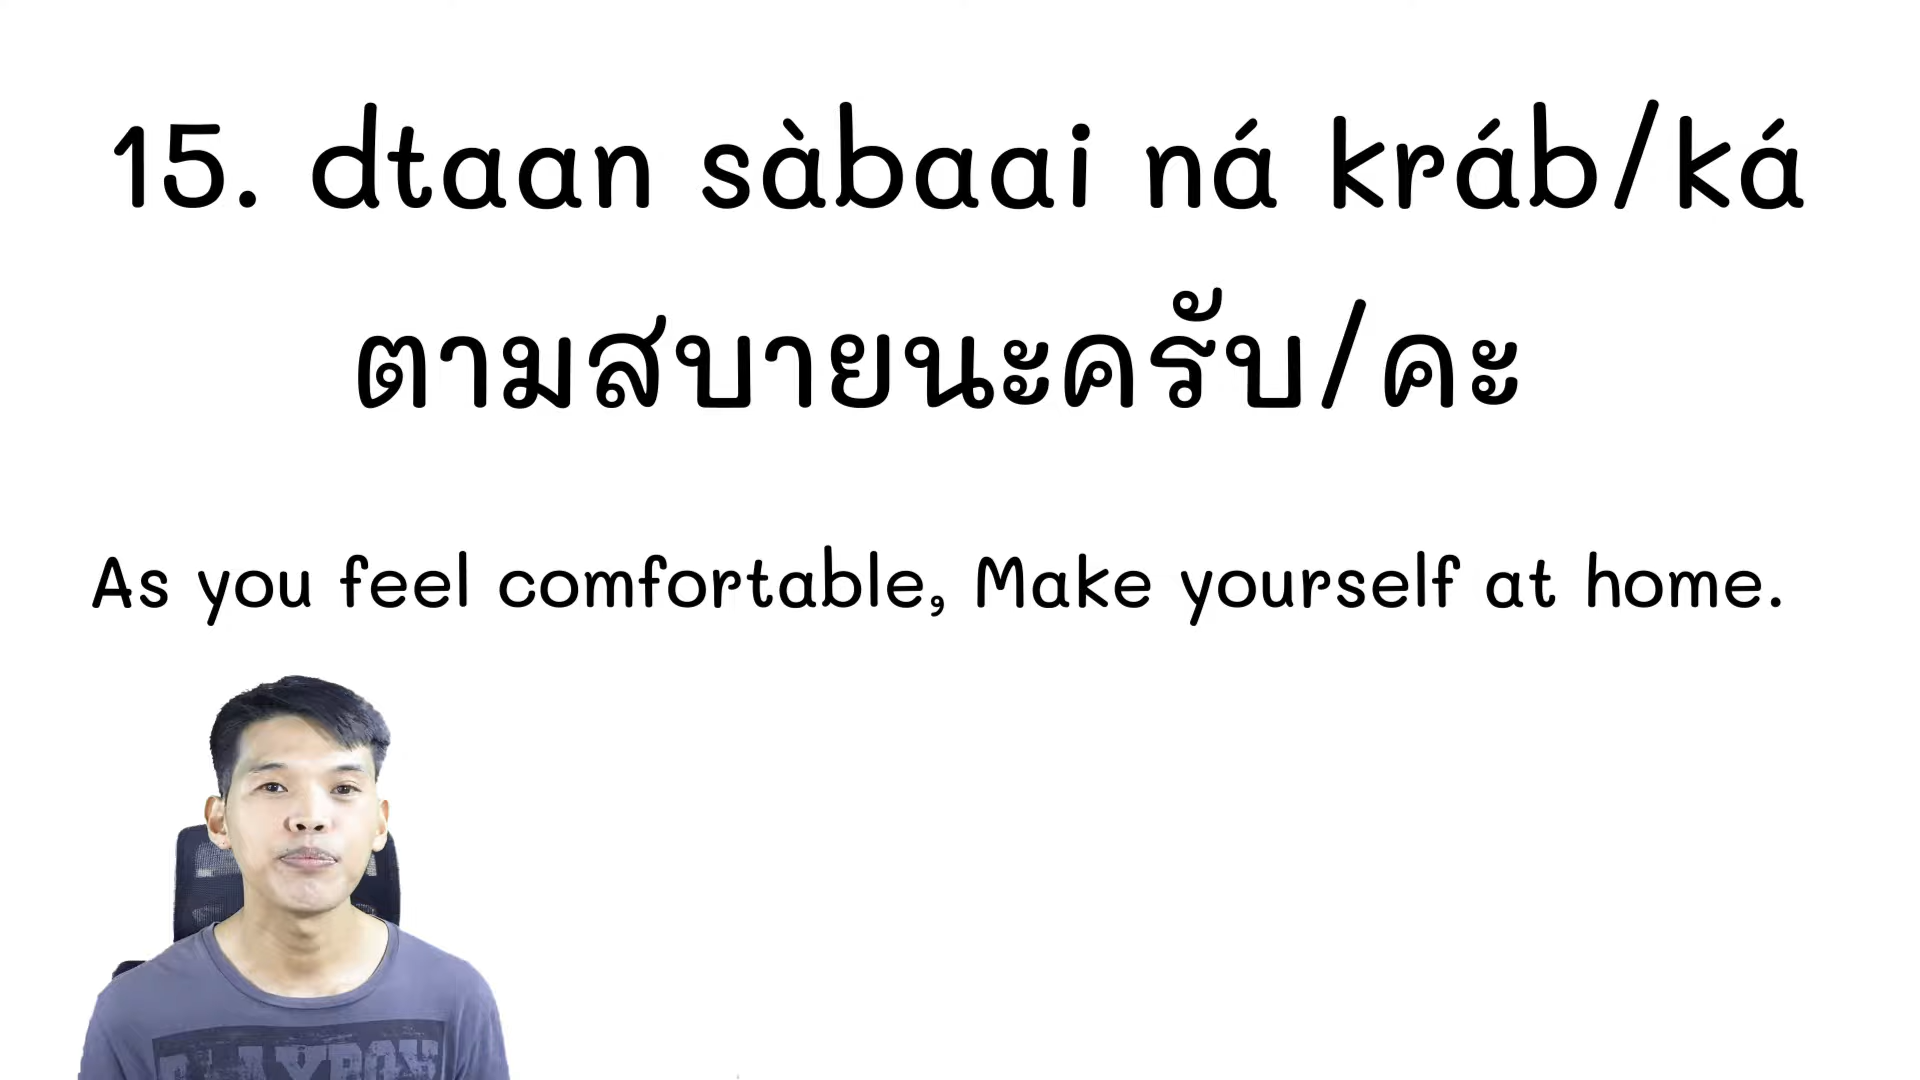 15. dtaan sàbaai ná kráb/ká
ตามสบายนะครับ/คะ
As you feel comfortable, Make yourself at home.
PLAYBOY